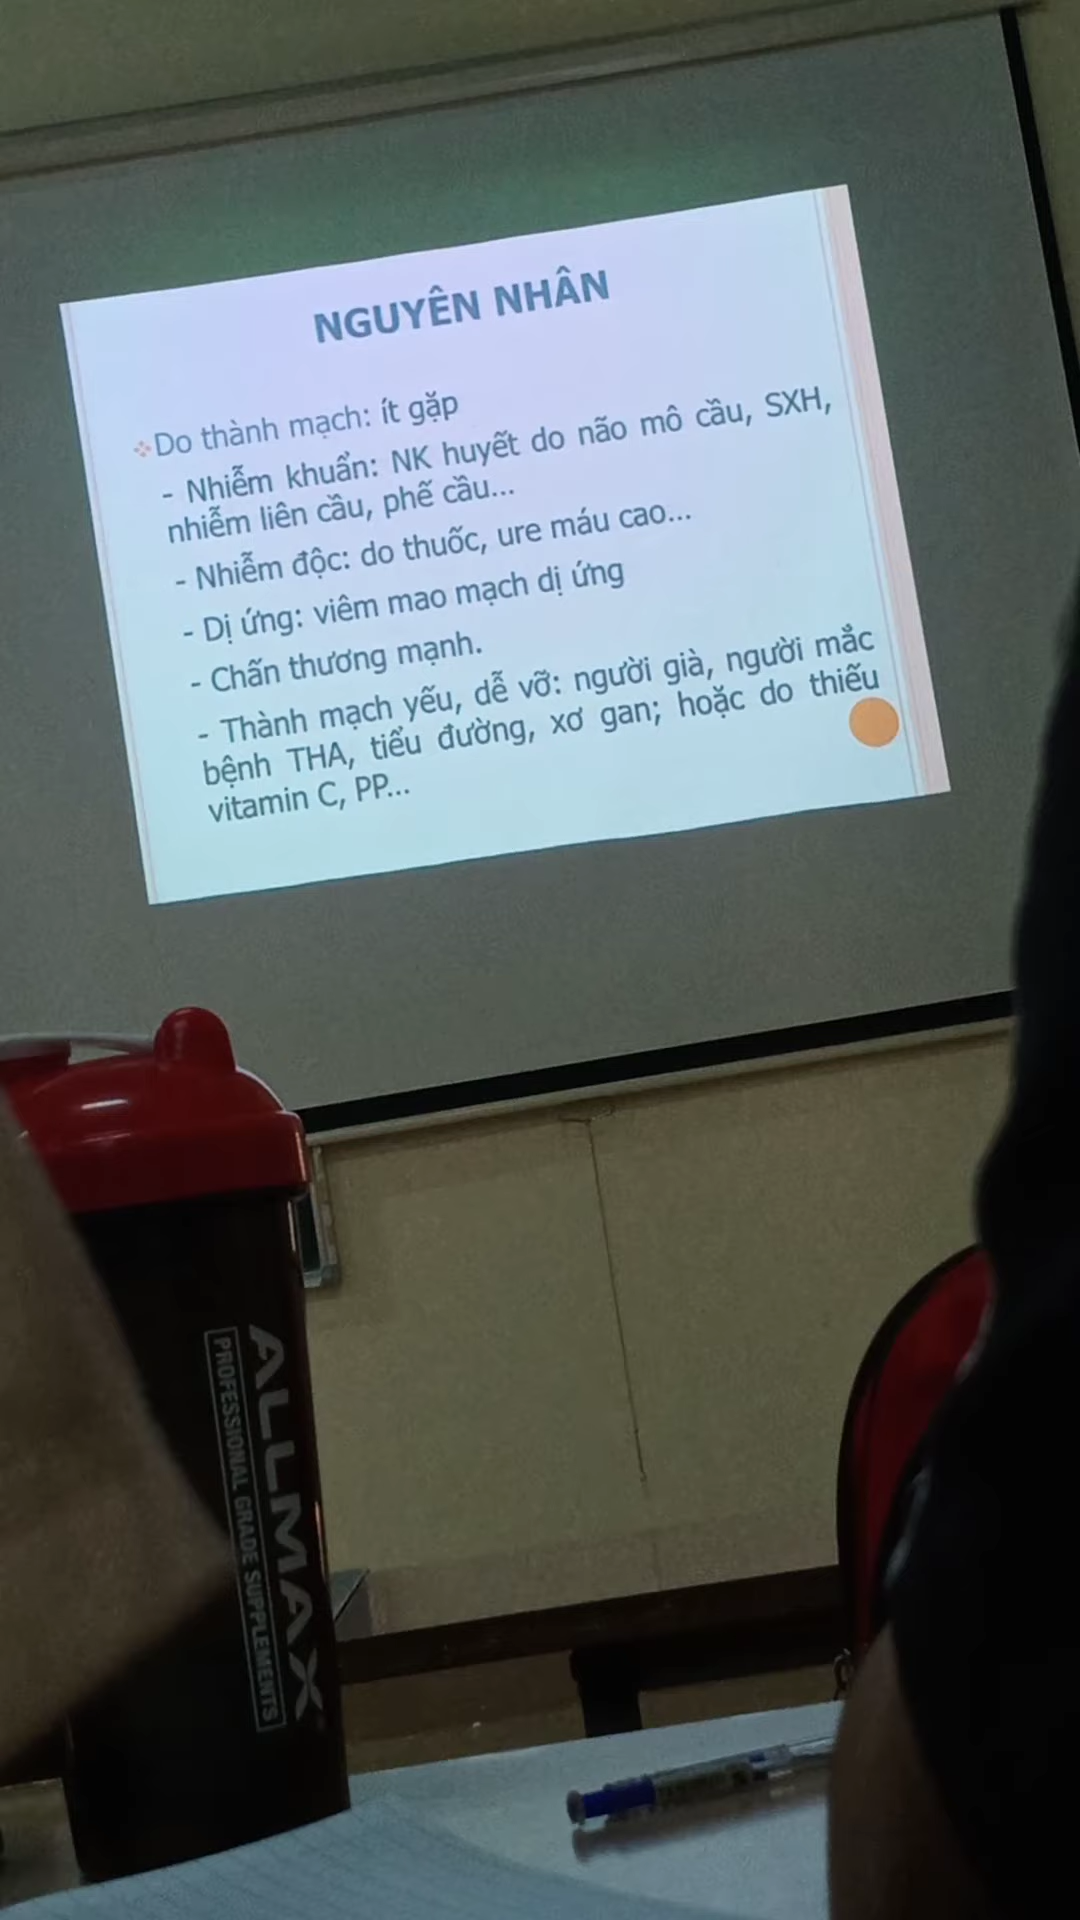 NGUYÊN NHÂN
Do thành mạch: ít gặp
- Nhiễm khuẩn: NK huyết do não mô cầu, SXH,
nhiễm liên cầu, phế cầu...
- Nhiễm độc: do thuốc, ure máu cao...
- Dị ứng: viêm mao mạch dị ứng
- Chấn thương mạnh.
- Thành mạch yếu, dễ vỡ: người già, người mắc
bệnh THA, tiểu đường, xơ gan; hoặc do thiếu
vitamin C, PP...
ALLMAX
PROFESSIONAL GRADE SUPPLEMENTS